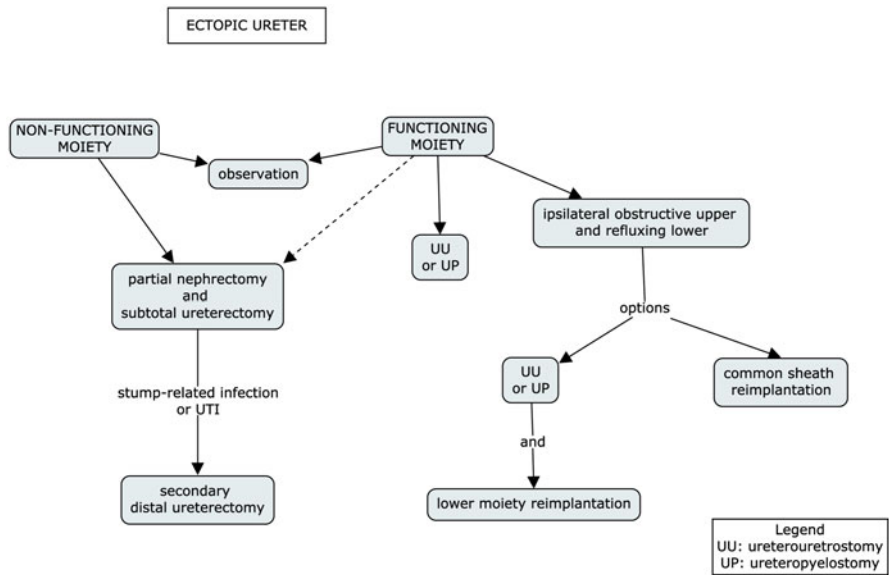 ECTOPIC URETER
NON-FUNCTIONING
MOIETY
FUNCTIONING
MOIETY
observation
ipsilateral obstructive upper
and refluxing lower
UU
or UP
partial nephrectomy
and
subtotal ureterectomy
options
UU
or UP
common sheath
reimplantation
stump-related infection
or UTI
and
secondary
distal ureterectomy
lower moiety reimplantation
Legend
UU: ureterouretrostomy
UP: ureteropyelostomy